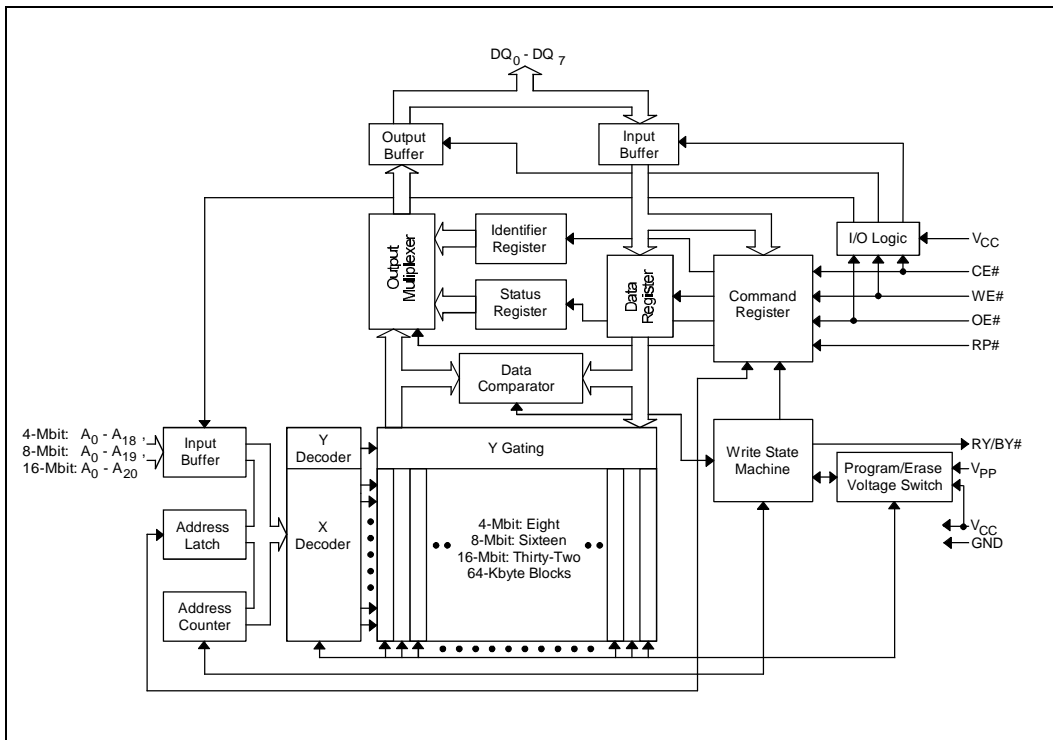 DQ0 - DQ 7
Output
Buffer
Input
Buffer
Output
Multiplexer
Identifier
Register
Status
Register
Data
Register
I/O Logic
VCC
CE#
WE#
OE#
RP#
Command
Register
Data
Comparator
4-Mbit: A0 - A18 ,
8-Mbit: A0 - A19 ,
16-Mbit: A0 - A20
Input
Buffer
Y
Decoder
Y Gating
Write State
Machine
RY/BY#
Program/Erase
Voltage Switch
VPP
VCC
GND
Address
Latch
X
Decoder
4-Mbit: Eight
8-Mbit: Sixteen
16-Mbit: Thirty-Two
64-Kbyte Blocks
Address
Counter